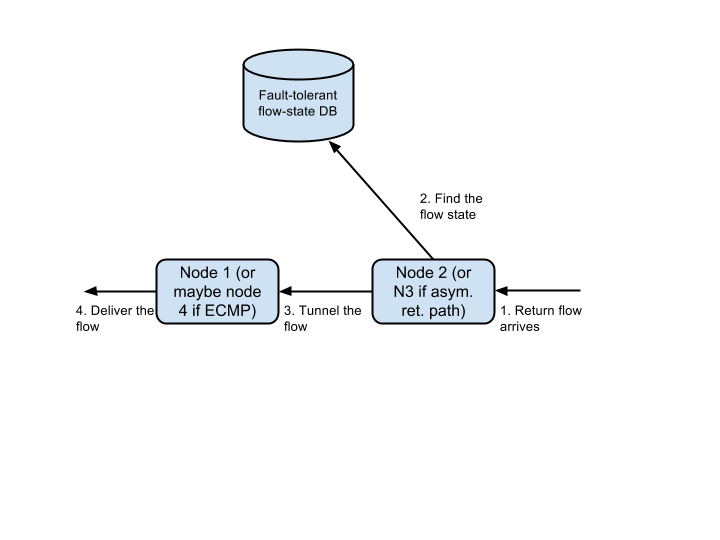 Fault-tolerant
flow-state DB
2. Find the
flow state
Node 1 (or
maybe node
4 if ECMP)
Node 2 (or
N3 if asym.
ret. path)
4. Deliver the
flow
3. Tunnel the
flow
1. Return flow
arrives